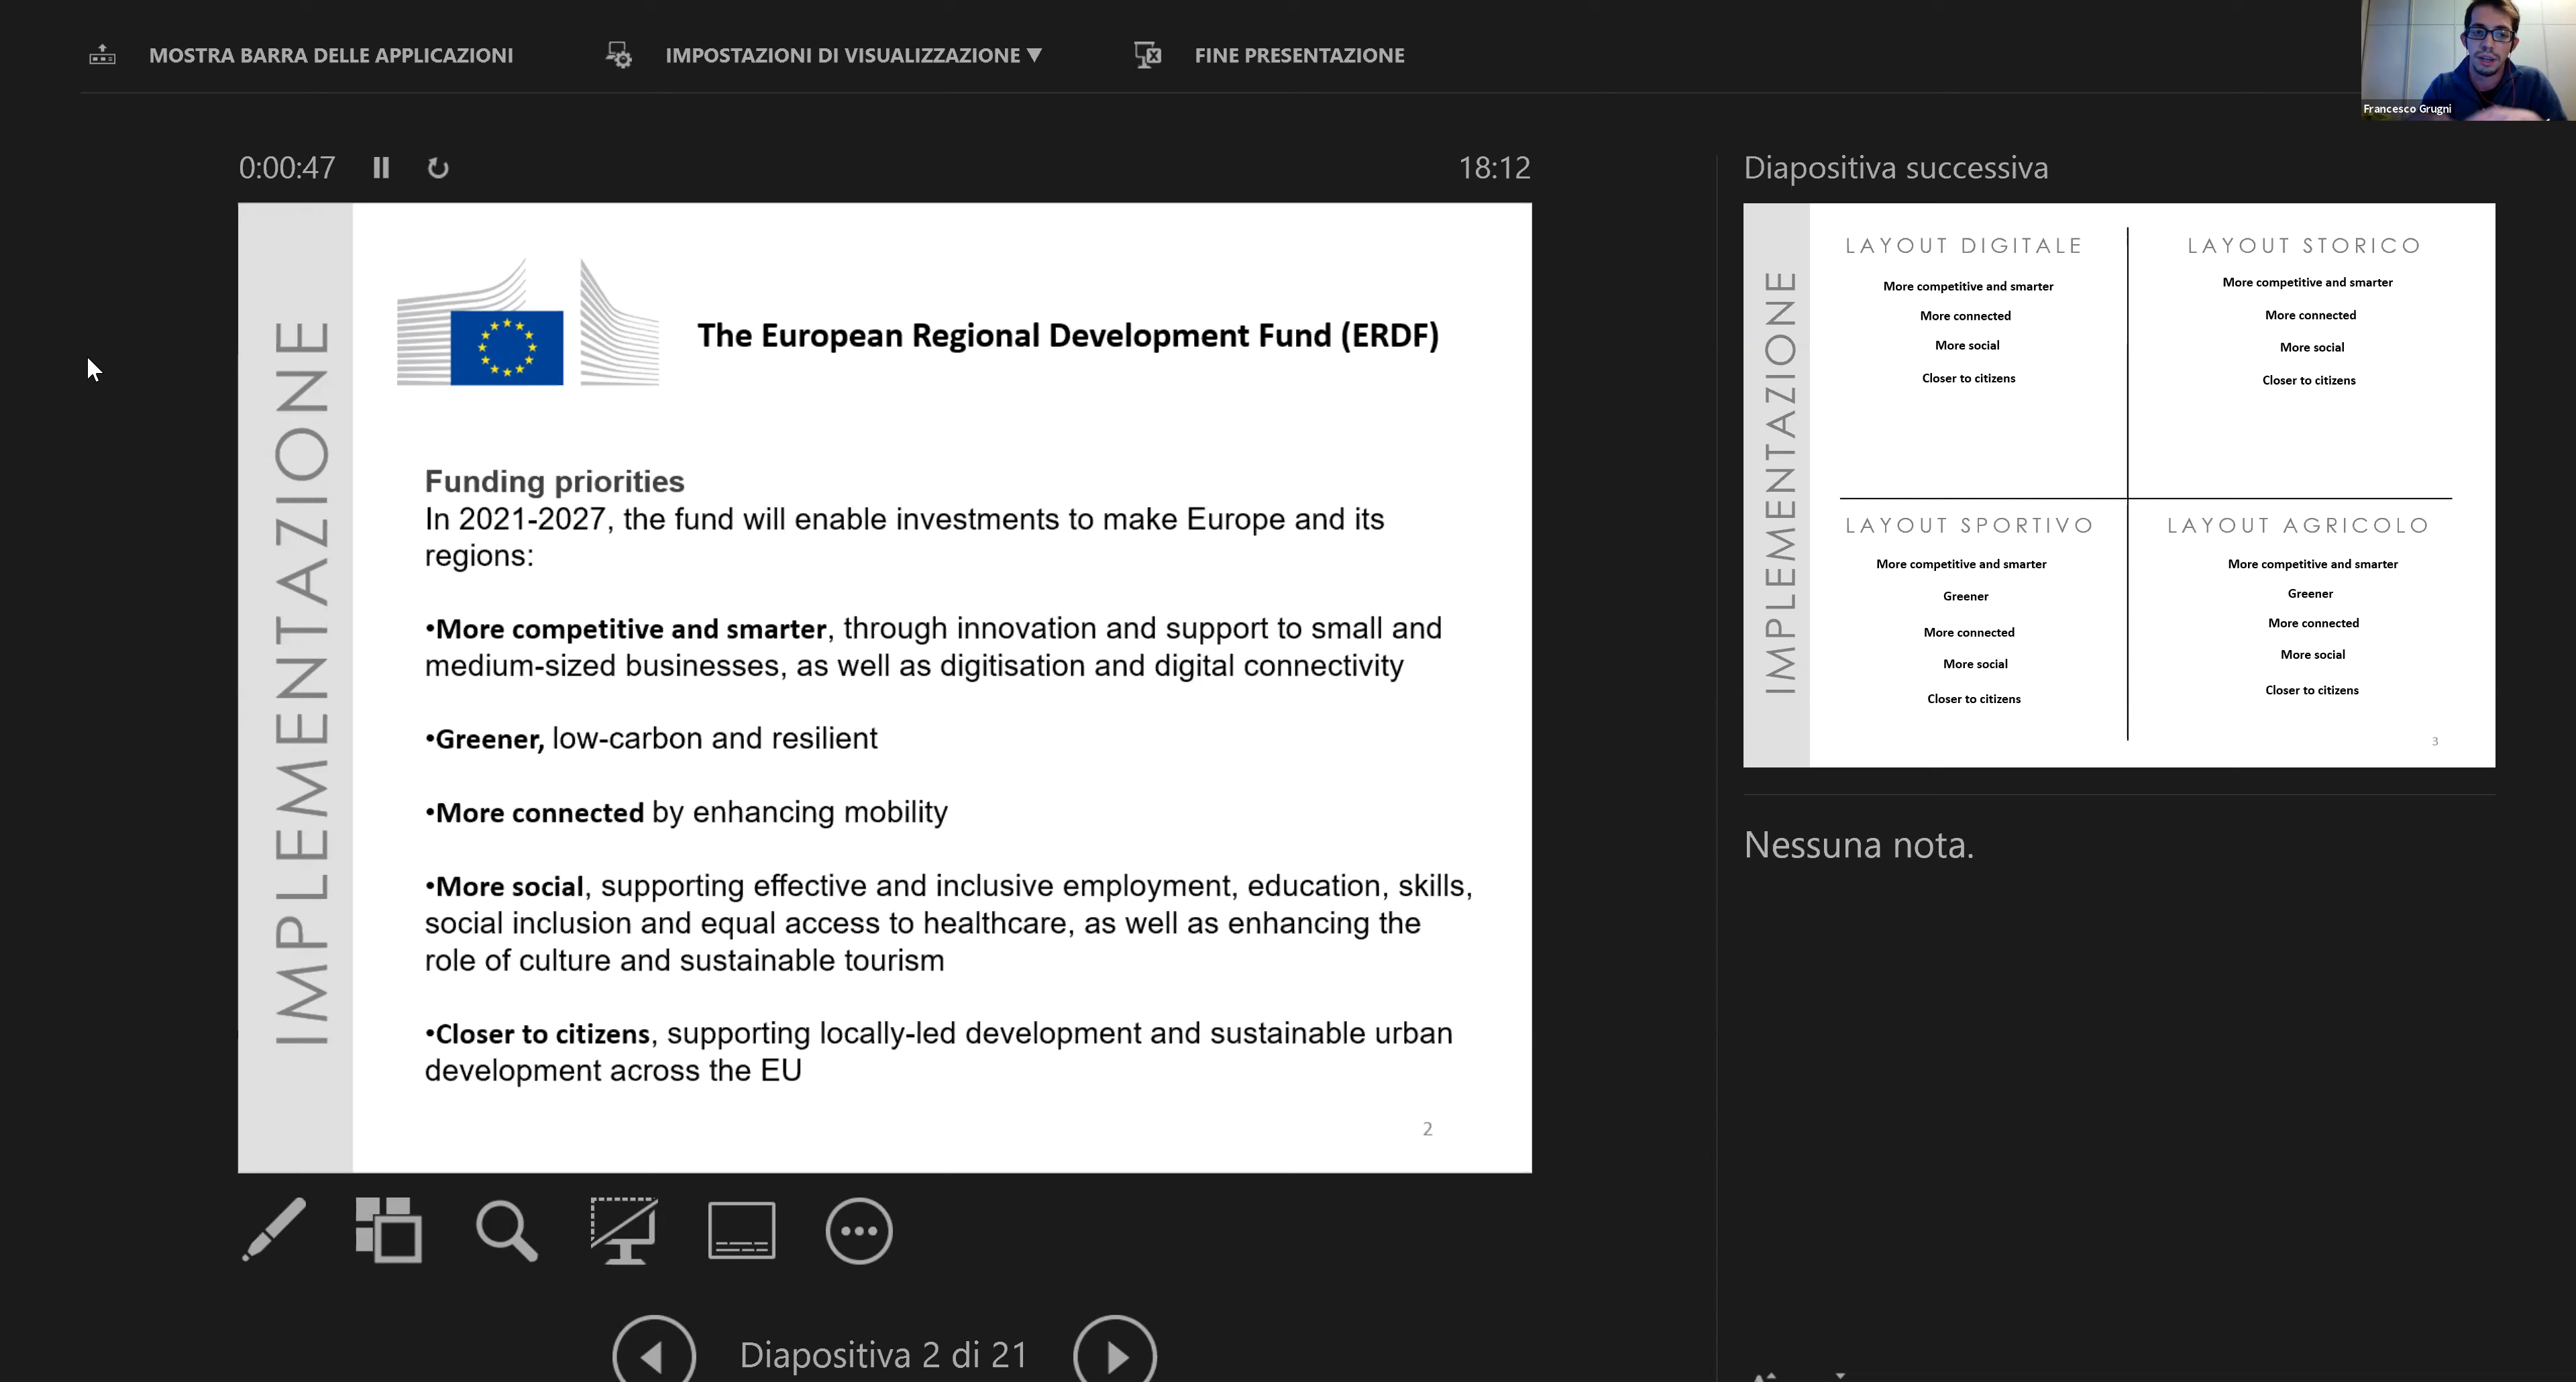 MOSTRA BARRA DELLE APPLICAZIONI
IMPOSTAZIONI DI VISUALIZZAZIONE ▼
FINE PRESENTAZIONE
Francesco Grugni
0:00:47
18:12
IMPLEMENTAZIONE
The European Regional Development Fund (ERDF)
Funding priorities
In 2021-2027, the fund will enable investments to make Europe and its
regions:
•More competitive and smarter, through innovation and support to small and
medium-sized businesses, as well as digitisation and digital connectivity
•Greener, low-carbon and resilient
•More connected by enhancing mobility
•More social, supporting effective and inclusive employment, education, skills,
social inclusion and equal access to healthcare, as well as enhancing the
role of culture and sustainable tourism
•Closer to citizens, supporting locally-led development and sustainable urban
development across the EU
2
Diapositiva 2 di 21
Diapositiva successiva
IMPLEMENTAZIONE
LAYOUT DIGITALE
More competitive and smarter
More connected
More social
Closer to citizens
LAYOUT STORICO
More competitive and smarter
More connected
More social
Closer to citizens
LAYOUT SPORTIVO
More competitive and smarter
Greener
More connected
More social
Closer to citizens
LAYOUT AGRICOLO
More competitive and smarter
Greener
More connected
More social
Closer to citizens
3
Nessuna nota.